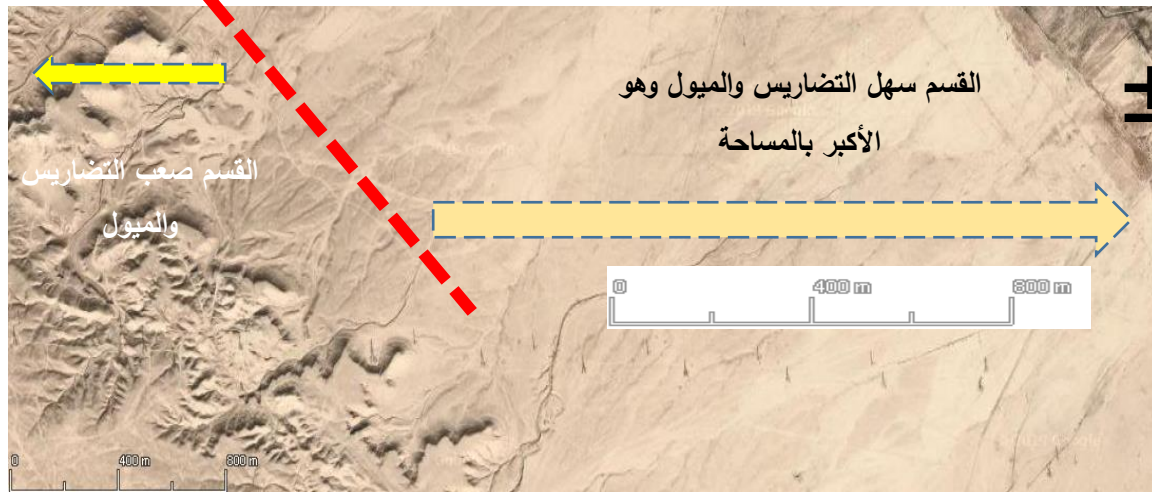 القسم سهل التضاريس والميول وهو
الأكبر بالمساحة
القسم صعب التضاريس
والميول
0 400 m 800 m
0 400 m 800 m